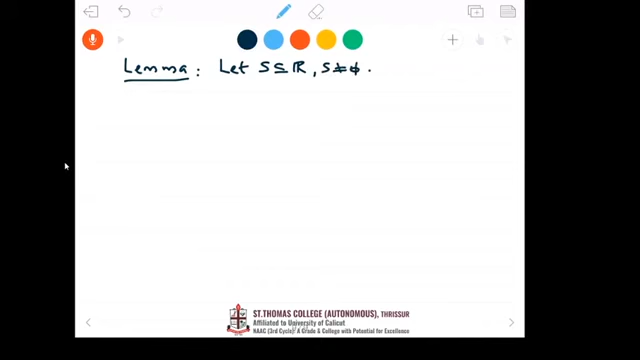 Lemma : Let S ⊆ ℝ, S ≠ ϕ.
ST.THOMAS COLLEGE (AUTONOMOUS), THRISSUR
Affiliated to University of Calicut
NAAC (3rd Cycle) A Grade & College with Potential for Excellence